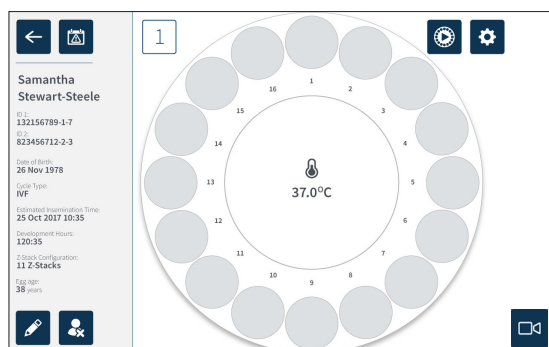 Samantha
Stewart-Steele
ID 1:
132156789-1-7
ID 2:
823456712-2-3
Date of Birth:
26 Nov 1978
Cycle Type:
IVF
Estimated Insemination Time:
25 Oct 2017 10:35
Development Hours:
120:35
Z-Stack Configuration:
11 Z-Stacks
Egg age:
38 years
1
1
2
3
4
5
6
7
8
9
10
11
12
13
14
15
16
37.0°C